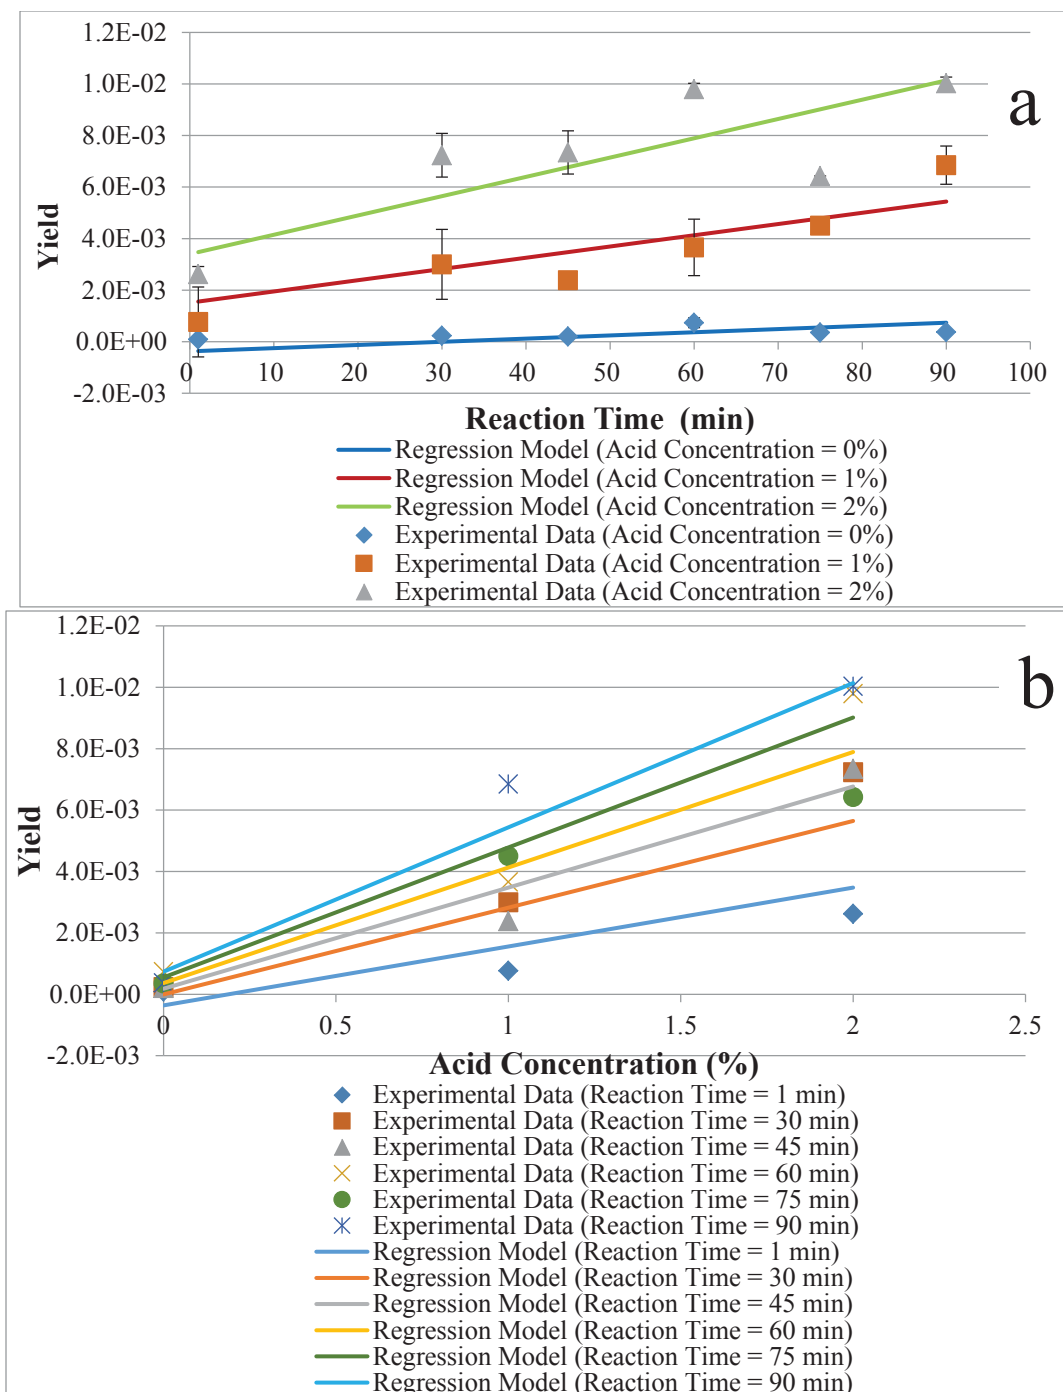 1.2E-02
1.0E-02
8.0E-03
6.0E-03
4.0E-03
2.0E-03
0.0E+00
-2.0E-03
Yield
a
0 10 20 30 40 50 60 70 80 90 100
Reaction Time (min)
Regression Model (Acid Concentration = 0%)
Regression Model (Acid Concentration = 1%)
Regression Model (Acid Concentration = 2%)
Experimental Data (Acid Concentration = 0%)
Experimental Data (Acid Concentration = 1%)
Experimental Data (Acid Concentration = 2%)
1.2E-02
1.0E-02
8.0E-03
6.0E-03
4.0E-03
2.0E-03
0.0E+00
-2.0E-03
Yield
b
0 0.5 1 1.5 2 2.5
Acid Concentration (%)
Experimental Data (Reaction Time = 1 min)
Experimental Data (Reaction Time = 30 min)
Experimental Data (Reaction Time = 45 min)
Experimental Data (Reaction Time = 60 min)
Experimental Data (Reaction Time = 75 min)
Experimental Data (Reaction Time = 90 min)
Regression Model (Reaction Time = 1 min)
Regression Model (Reaction Time = 30 min)
Regression Model (Reaction Time = 45 min)
Regression Model (Reaction Time = 60 min)
Regression Model (Reaction Time = 75 min)
Regression Model (Reaction Time = 90 min)